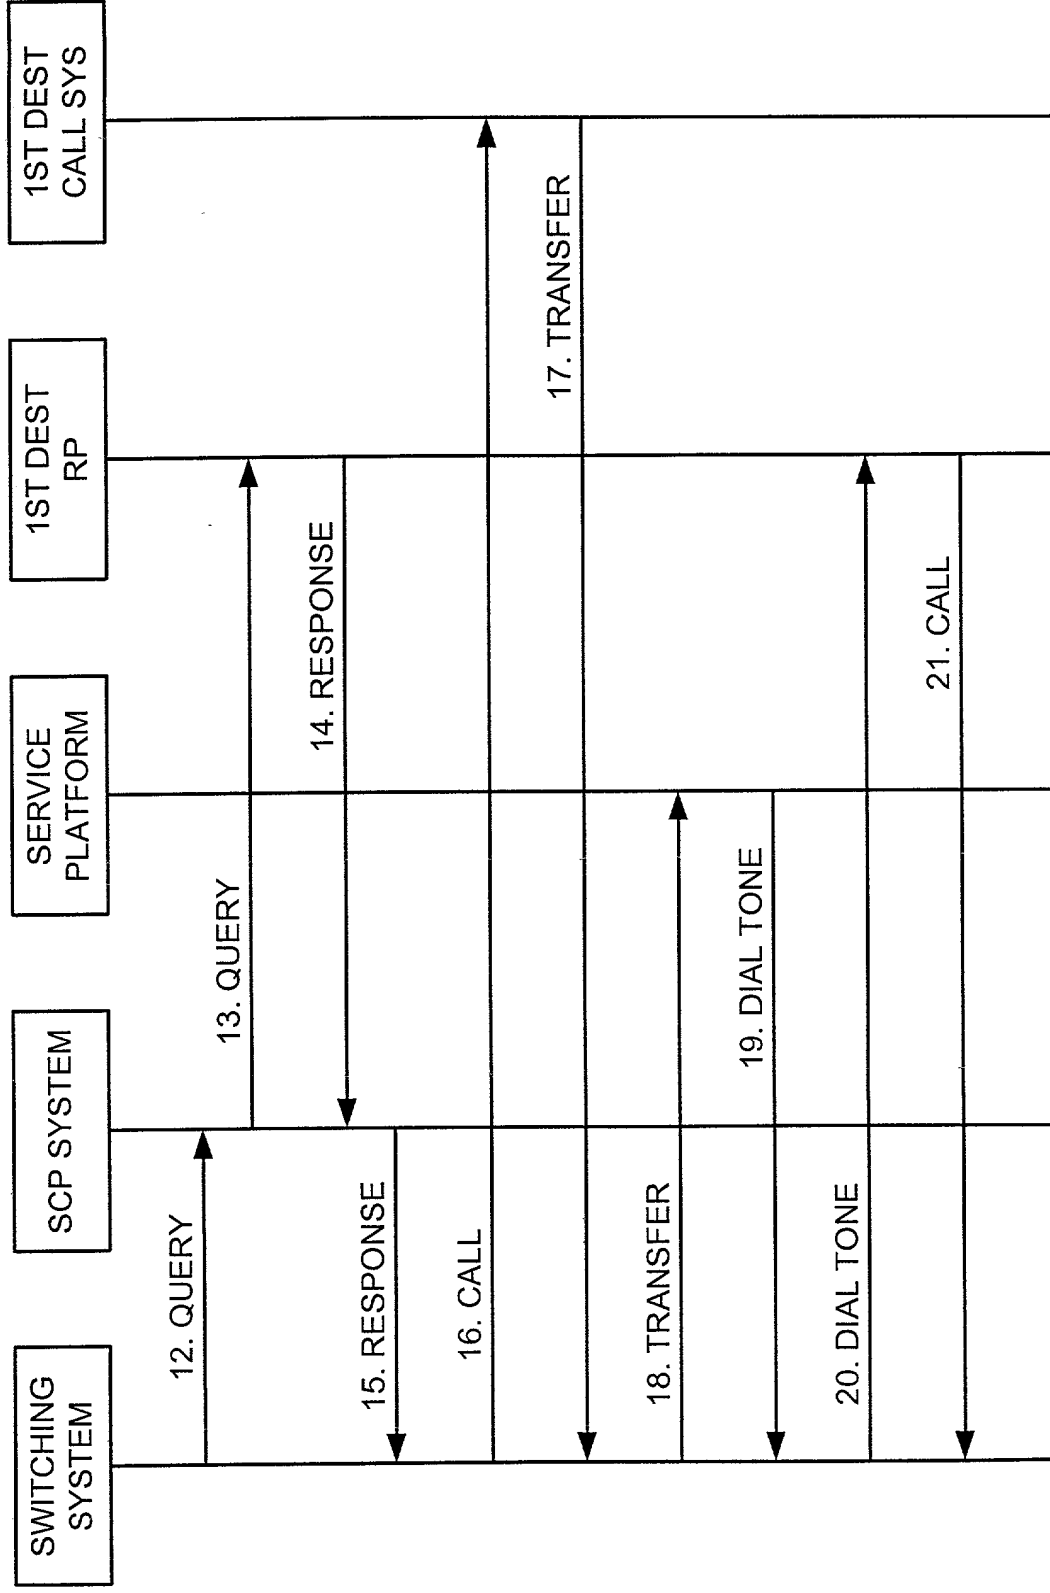 SWITCHING
SYSTEM
SCP SYSTEM
SERVICE
PLATFORM
1ST DEST
RP
1ST DEST
CALL SYS
12. QUERY
13. QUERY
14. RESPONSE
15. RESPONSE
16. CALL
17. TRANSFER
18. TRANSFER
19. DIAL TONE
20. DIAL TONE
21. CALL